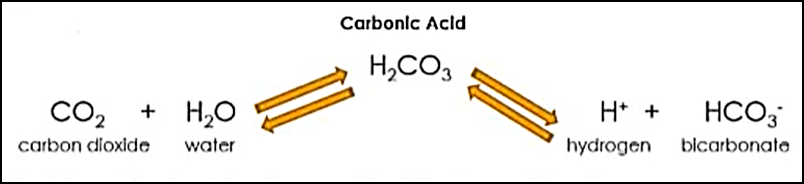 Carbonic Acid
H₂CO₃
CO₂ + H₂O
carbon dioxide water
H⁺ + HCO₃⁻
hydrogen bicarbonate